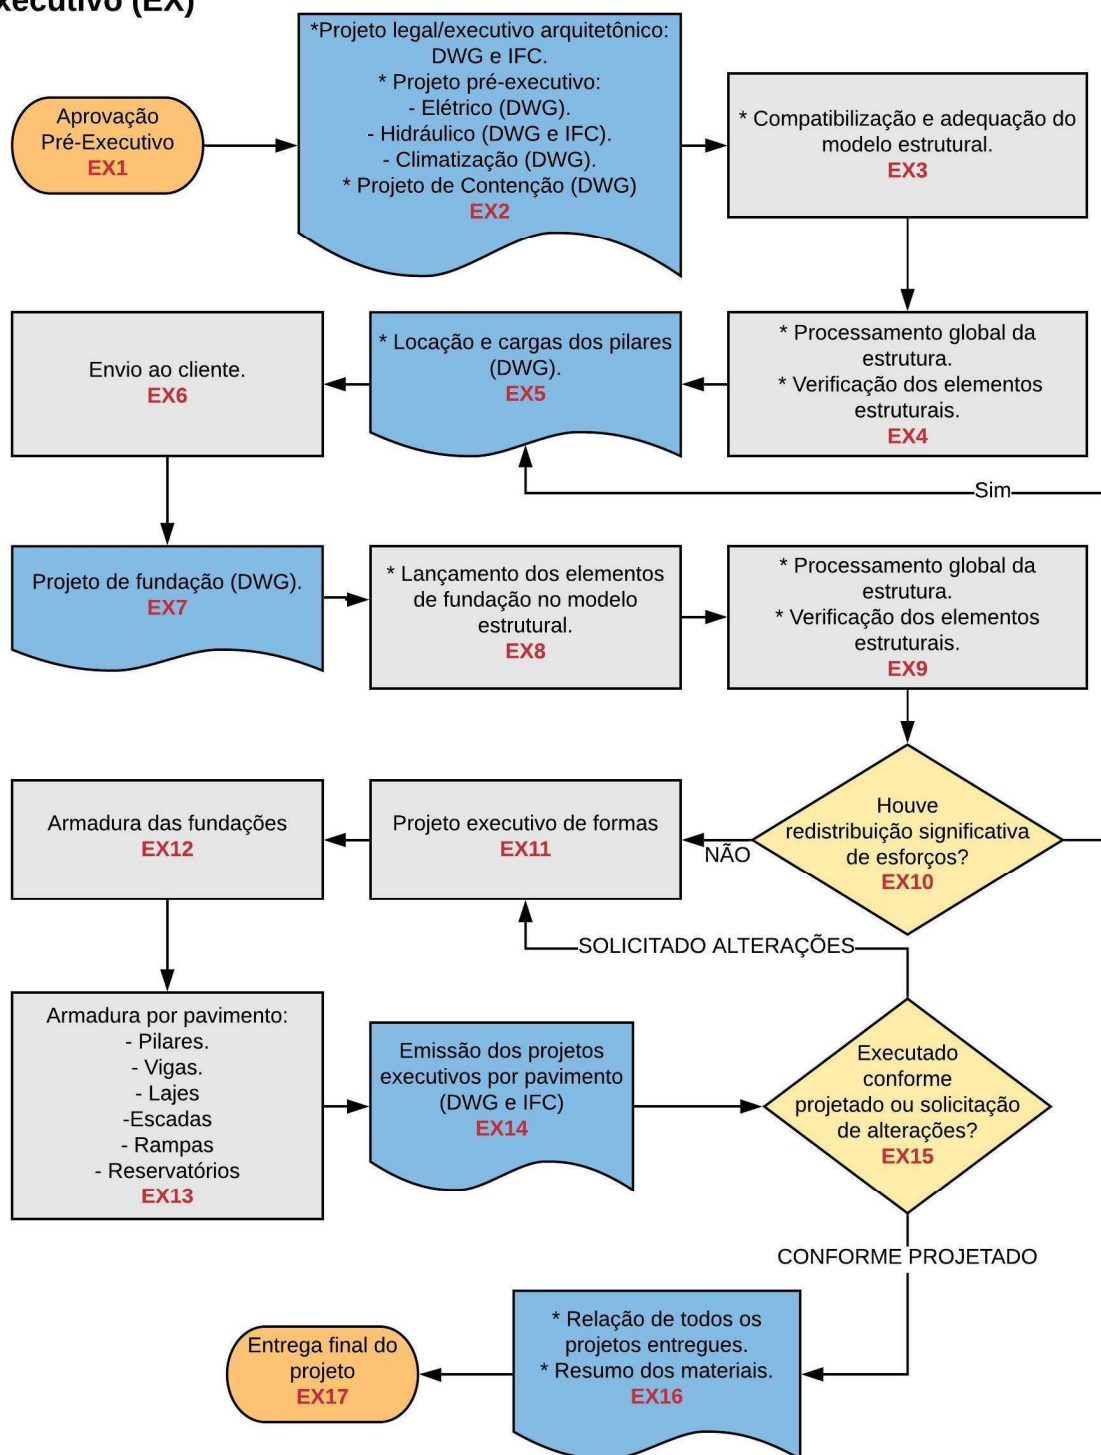 xecutivo (EX)
*Projeto legal/executivo arquitetônico:
DWG e IFC.
* Projeto pré-executivo:
- Elétrico (DWG).
- Hidráulico (DWG e IFC).
- Climatização (DWG).
* Projeto de Contenção (DWG)
EX2
Aprovação
Pré-Executivo
EX1
* Compatibilização e adequação do
modelo estrutural.
EX3
Envio ao cliente.
EX6
* Locação e cargas dos pilares
(DWG).
EX5
* Processamento global da
estrutura.
* Verificação dos elementos
estruturais.
EX4
Sim
Projeto de fundação (DWG).
EX7
* Lançamento dos elementos
de fundação no modelo
estrutural.
EX8
* Processamento global da
estrutura.
* Verificação dos elementos
estruturais.
EX9
Armadura das fundações
EX12
Projeto executivo de formas
EX11
NÃO
Houve
redistribuição significativa
de esforços?
EX10
SOLICITADO ALTERAÇÕES
Armadura por pavimento:
- Pilares.
- Vigas.
- Lajes
-Escadas
- Rampas
- Reservatórios
EX13
Emissão dos projetos
executivos por pavimento
(DWG e IFC)
EX14
Executado
conforme
projetado ou solicitação
de alterações?
EX15
CONFORME PROJETADO
Entrega final do
projeto
EX17
* Relação de todos os
projetos entregues.
* Resumo dos materiais.
EX16